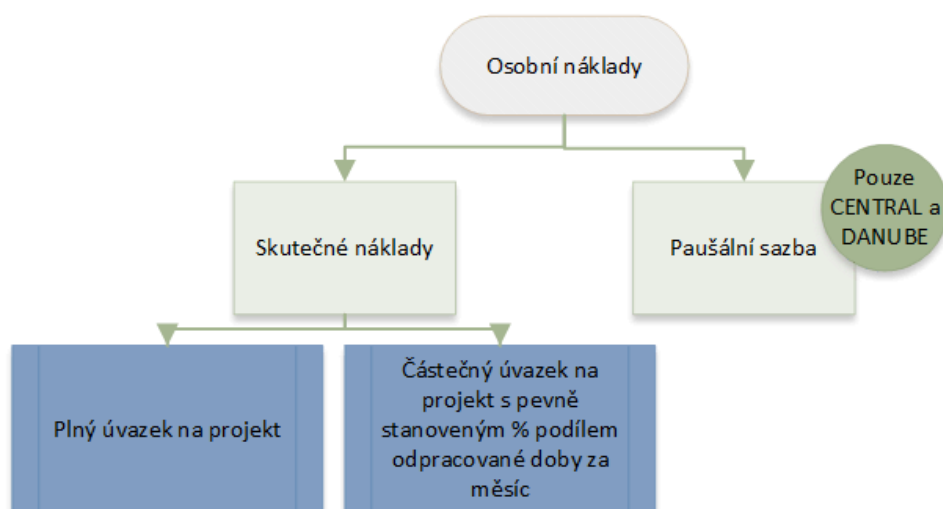 Osobní náklady
Pouze
CENTRAL a
DANUBE
Skutečné náklady
Paušální sazba
Plný úvazek na projekt
Částečný úvazek na
projekt s pevně
stanoveným % podílem
odpracované doby za
měsíc